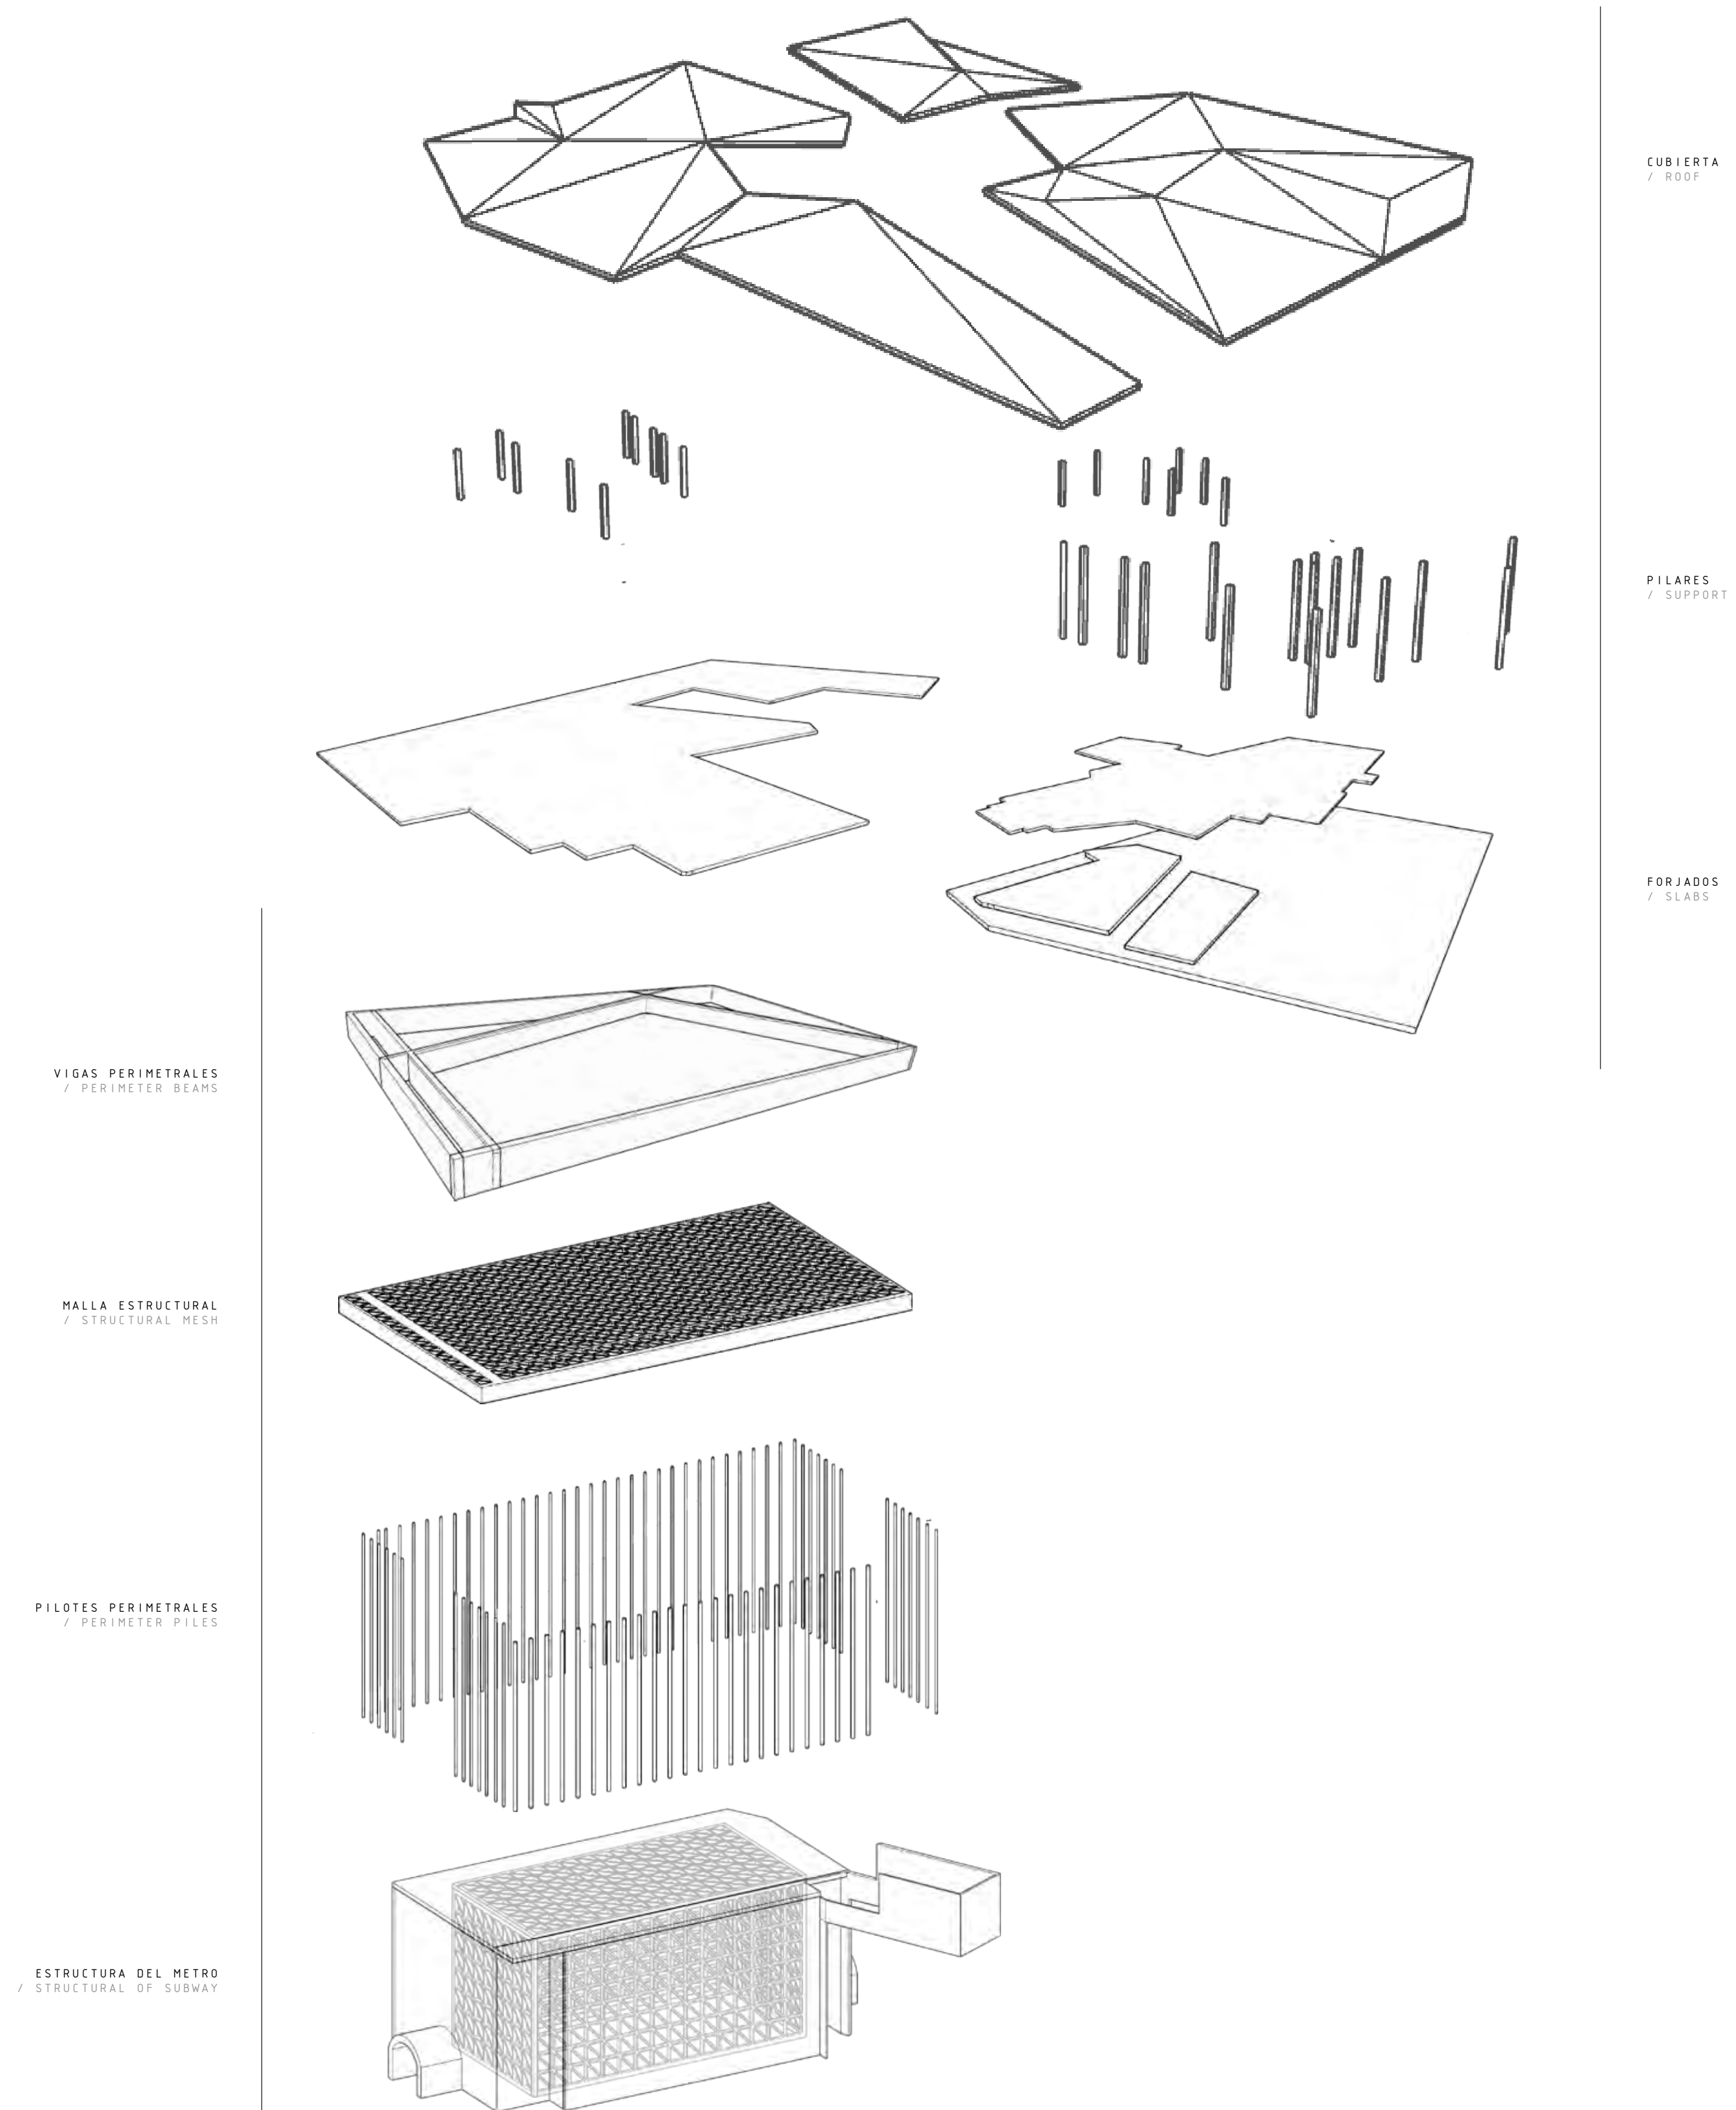 CUBIERTA
/ ROOF
PILARES
/ SUPPORT
FORJADOS
/ SLABS
VIGAS PERIMETRALES
/ PERIMETER BEAMS
MALLA ESTRUCTURAL
/ STRUCTURAL MESH
PILOTES PERIMETRALES
/ PERIMETER PILES
ESTRUCTURA DEL METRO
/ STRUCTURAL OF SUBWAY